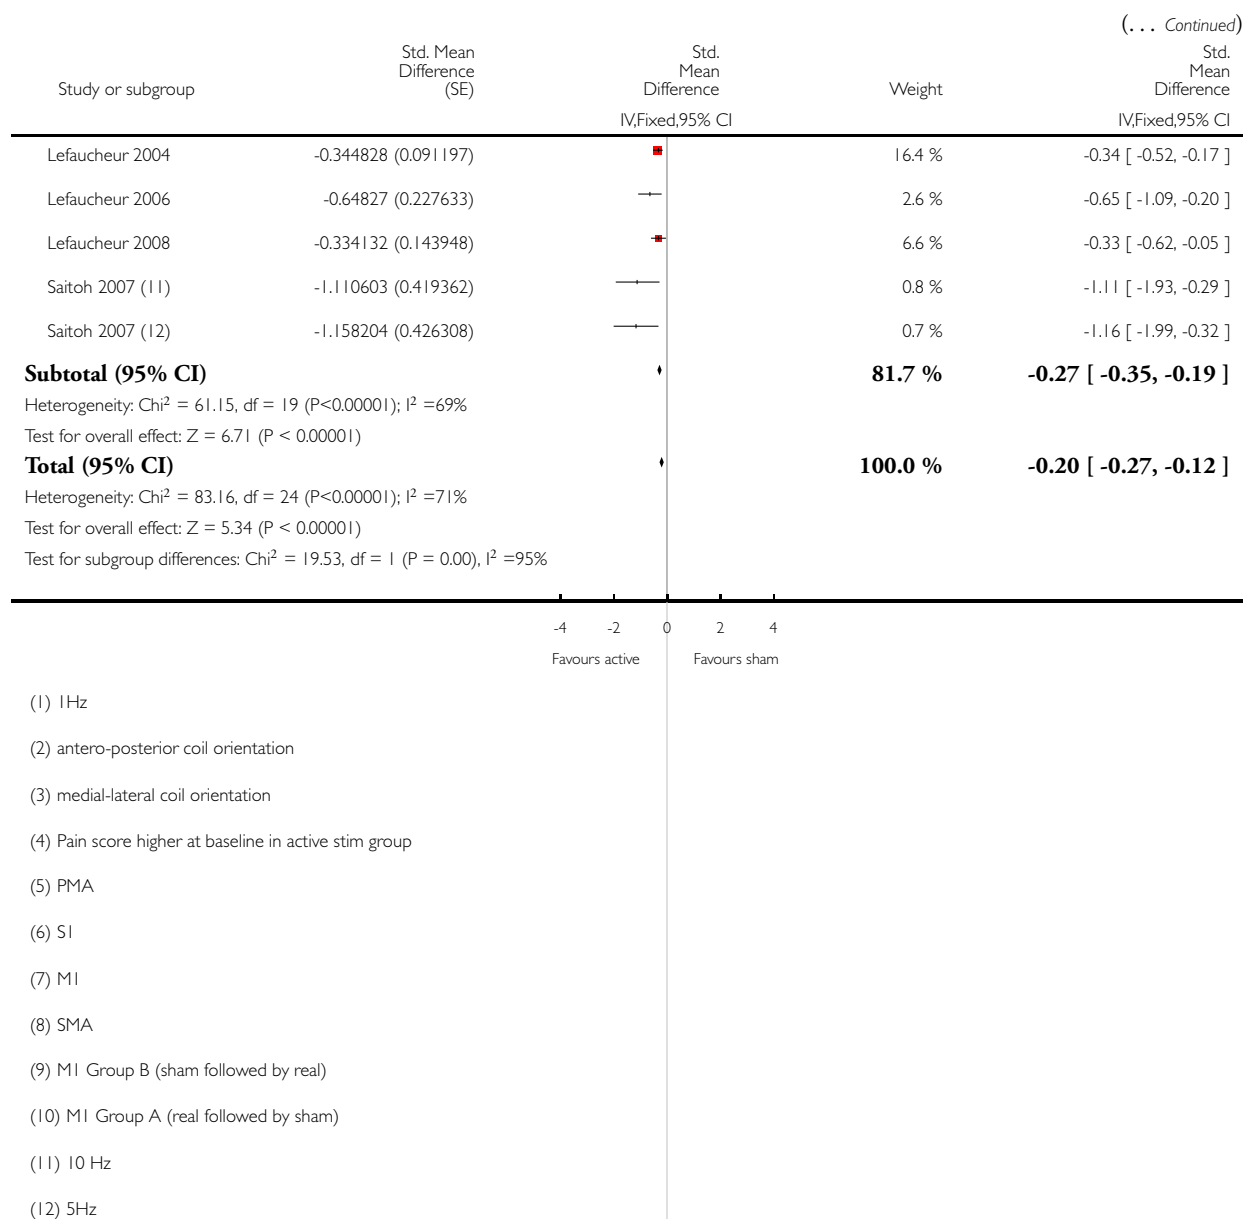 (... Continued)
Study or subgroup Std. Mean Difference (SE) Std. Mean Difference Weight Std. Mean Difference
IV,Fixed,95% CI IV,Fixed,95% CI
Lefaucheur 2004 -0.344828 (0.091197) 16.4 % -0.34 [ -0.52, -0.17 ]
Lefaucheur 2006 -0.64827 (0.227633) 2.6 % -0.65 [ -1.09, -0.20 ]
Lefaucheur 2008 -0.334132 (0.143948) 6.6 % -0.33 [ -0.62, -0.05 ]
Saitoh 2007 (11) -1.110603 (0.419362) 0.8 % -1.11 [ -1.93, -0.29 ]
Saitoh 2007 (12) -1.158204 (0.426308) 0.7 % -1.16 [ -1.99, -0.32 ]
Subtotal (95% CI) 81.7 % -0.27 [ -0.35, -0.19 ]
Heterogeneity: Chi² = 61.15, df = 19 (P<0.00001); I² =69%
Test for overall effect: Z = 6.71 (P < 0.00001)
Total (95% CI) 100.0 % -0.20 [ -0.27, -0.12 ]
Heterogeneity: Chi² = 83.16, df = 24 (P<0.00001); I² =71%
Test for overall effect: Z = 5.34 (P < 0.00001)
Test for subgroup differences: Chi² = 19.53, df = 1 (P = 0.00), I² =95%
-4 -2 0 2 4
Favours active Favours sham
(1) 1Hz
(2) antero-posterior coil orientation
(3) medial-lateral coil orientation
(4) Pain score higher at baseline in active stim group
(5) PMA
(6) S1
(7) M1
(8) SMA
(9) M1 Group B (sham followed by real)
(10) M1 Group A (real followed by sham)
(11) 10 Hz
(12) 5Hz